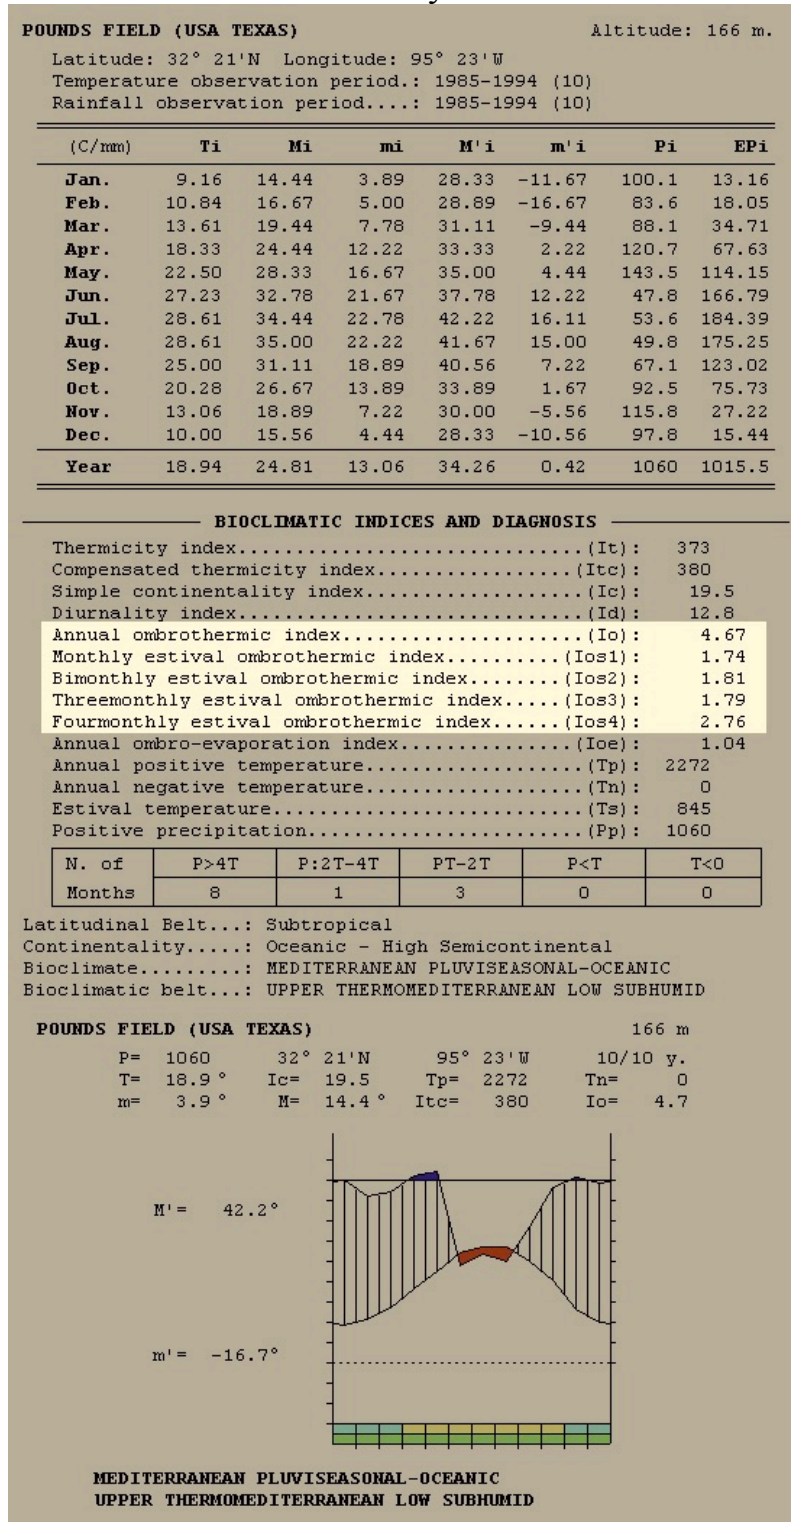 POUNDS FIELD (USA TEXAS) Altitude: 166 m.
Latitude: 32° 21'N Longitude: 95° 23'W
Temperature observation period.: 1985-1994 (10)
Rainfall observation period....: 1985-1994 (10)
(C/mm) Ti Mi mi M'i m'i Pi EPi
Jan. 9.16 14.44 3.89 28.33 -11.67 100.1 13.16
Feb. 10.84 16.67 5.00 28.89 -16.67 83.6 18.05
Mar. 13.61 19.44 7.78 31.11 -9.44 88.1 34.71
Apr. 18.33 24.44 12.22 33.33 2.22 120.7 67.63
May. 22.50 28.33 16.67 35.00 4.44 143.5 114.15
Jun. 27.23 32.78 21.67 37.78 12.22 47.8 166.79
Jul. 28.61 34.44 22.78 42.22 16.11 53.6 184.39
Aug. 28.61 35.00 22.22 41.67 15.00 49.8 175.25
Sep. 25.00 31.11 18.89 40.56 7.22 67.1 123.02
Oct. 20.28 26.67 13.89 33.89 1.67 92.5 75.73
Nov. 13.06 18.89 7.22 30.00 -5.56 115.8 27.22
Dec. 10.00 15.56 4.44 28.33 -10.56 97.8 15.44
Year 18.94 24.81 13.06 34.26 0.42 1060 1015.5
BIOCLIMATIC INDICES AND DIAGNOSIS
Thermicity index..............................(It): 373
Compensated thermicity index.................(Itc): 380
Simple continentality index...................(Ic): 19.5
Diurnality index..............................(Id): 12.8
Annual ombrothermic index.....................(Io): 4.67
Monthly estival ombrothermic index..........(Ios1): 1.74
Bimonthly estival ombrothermic index........(Ios2): 1.81
Threemonthly estival ombrothermic index.....(Ios3): 1.79
Fourmonthly estival ombrothermic index......(Ios4): 2.76
Annual ombro-evaporation index...............(Ioe): 1.04
Annual positive temperature...................(Tp): 2272
Annual negative temperature...................(Tn): 0
Estival temperature...........................(Ts): 845
Positive precipitation........................(Pp): 1060
N. of P>4T P:2T-4T PT-2T P<T T<0
Months 8 1 3 0 0
Latitudinal Belt...: Subtropical
Continentality.....: Oceanic - High Semicontinental
Bioclimate.........: MEDITERRANEAN PLUVISEASONAL-OCEANIC
Bioclimatic belt...: UPPER THERMOMEDITERRANEAN LOW SUBHUMID
POUNDS FIELD (USA TEXAS) 166 m
P= 1060 32° 21'N 95° 23'W 10/10 y.
T= 18.9° Ic= 19.5 Tp= 2272 Tn= 0
m= 3.9° M= 14.4° Itc= 380 Io= 4.7
M'= 42.2°
m'= -16.7°
MEDITERRANEAN PLUVISEASONAL-OCEANIC
UPPER THERMOMEDITERRANEAN LOW SUBHUMID